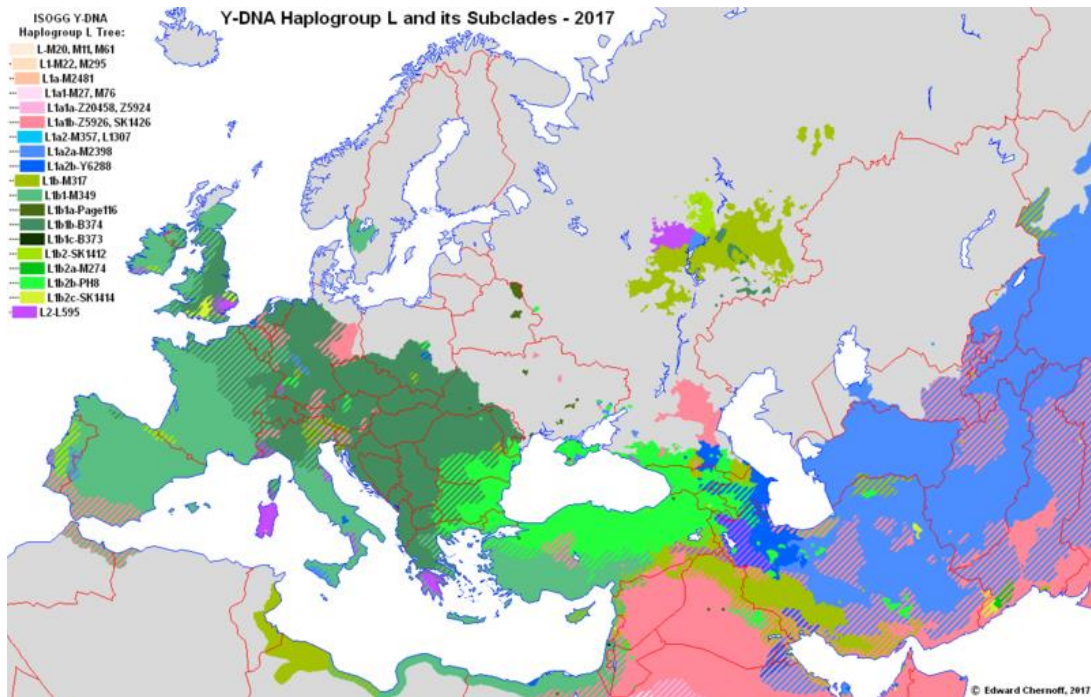 Y-DNA Haplogroup L and its Subclades - 2017
ISOGG Y-DNA
Haplogroup L Tree:
L-M20, M11, M61
L1-M22, M295
L1a-M2481
L1a1-M27, M76
L1a1a-Z20458, Z5924
L1a1b-Z5926, SK1426
L1a2-M357, L1307
L1a2a-M2398
L1a2b-Y6288
L1b-M317
L1b1-M349
L1b1a-Page116
L1b1b-B374
L1b1c-B373
L1b2-SK1412
L1b2a-M274
L1b2b-PH8
L1b2c-SK1414
L2-L595
© Edward Chernoff, 201